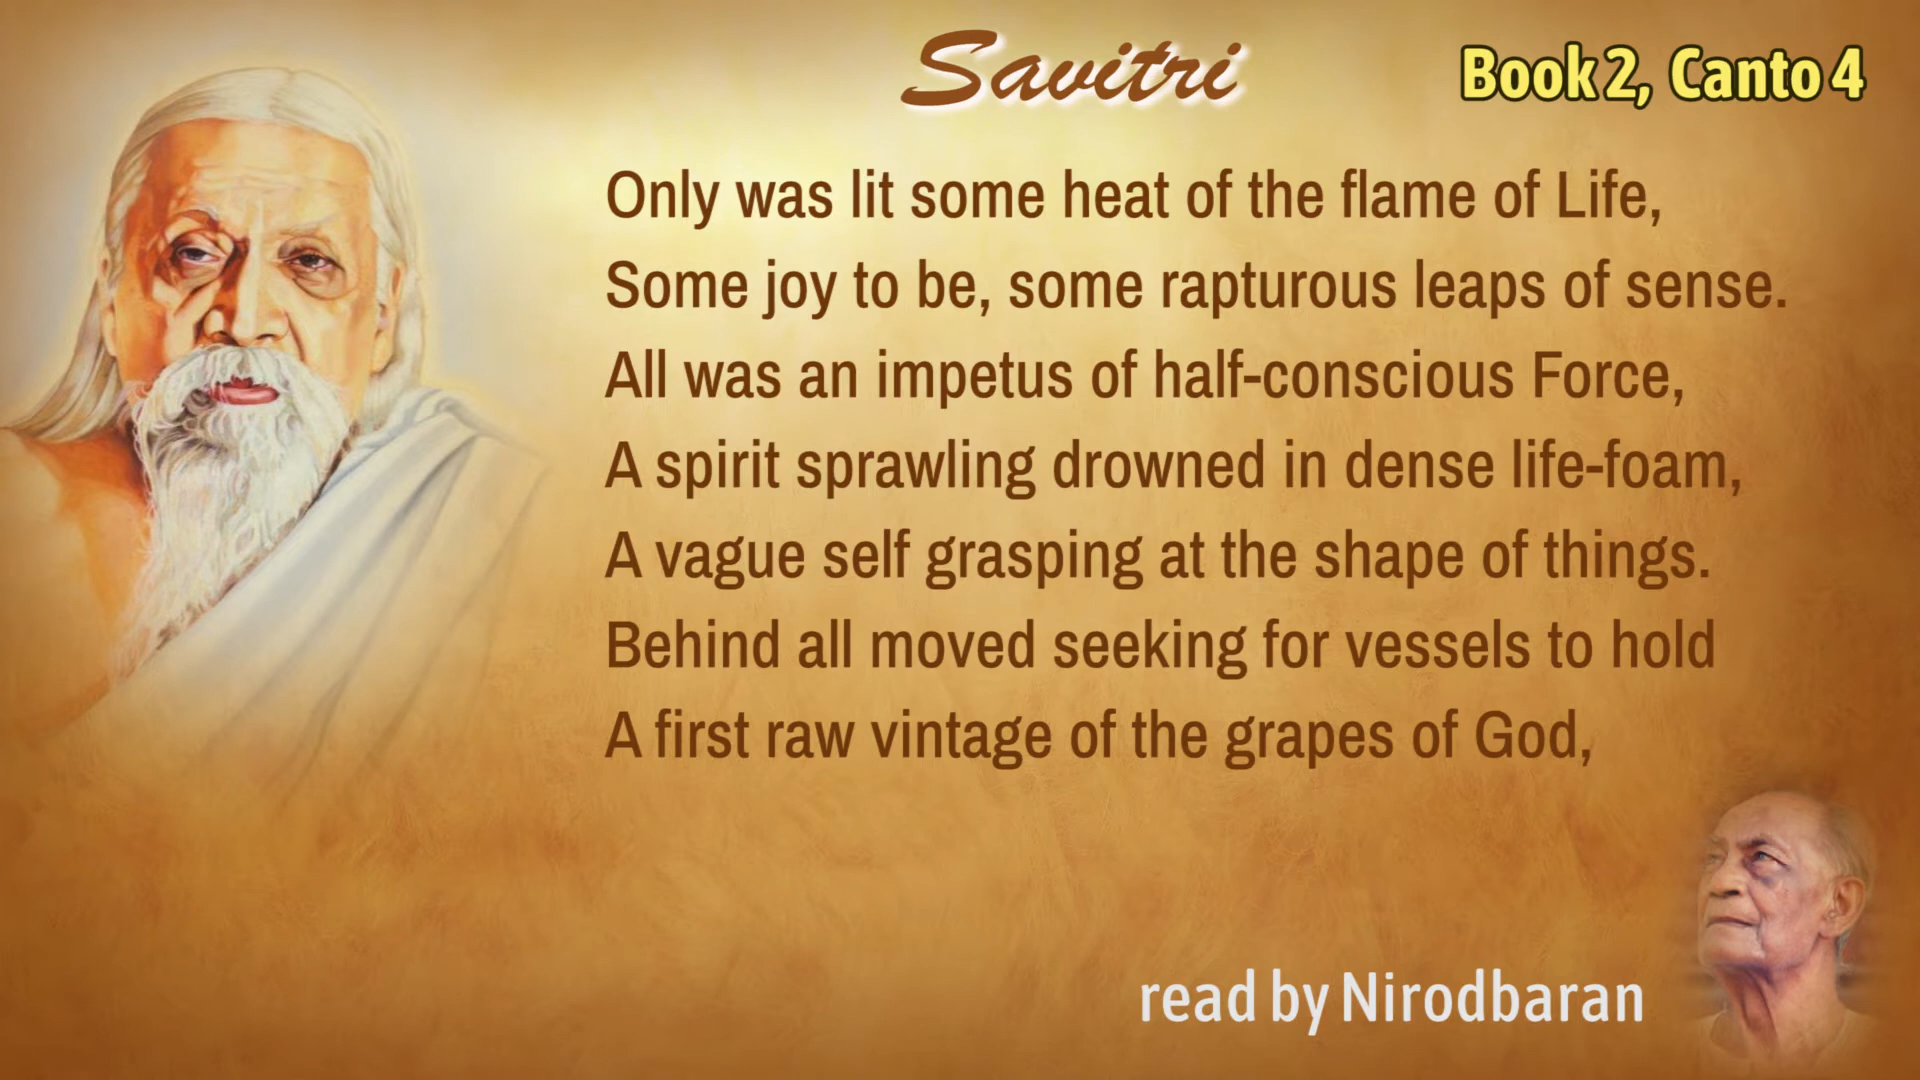 Savitri
Book 2, Canto 4
Only was lit some heat of the flame of Life,
Some joy to be, some rapturous leaps of sense.
All was an impetus of half-conscious Force,
A spirit sprawling drowned in dense life-foam,
A vague self grasping at the shape of things.
Behind all moved seeking for vessels to hold
A first raw vintage of the grapes of God,
read by Nirodbaran